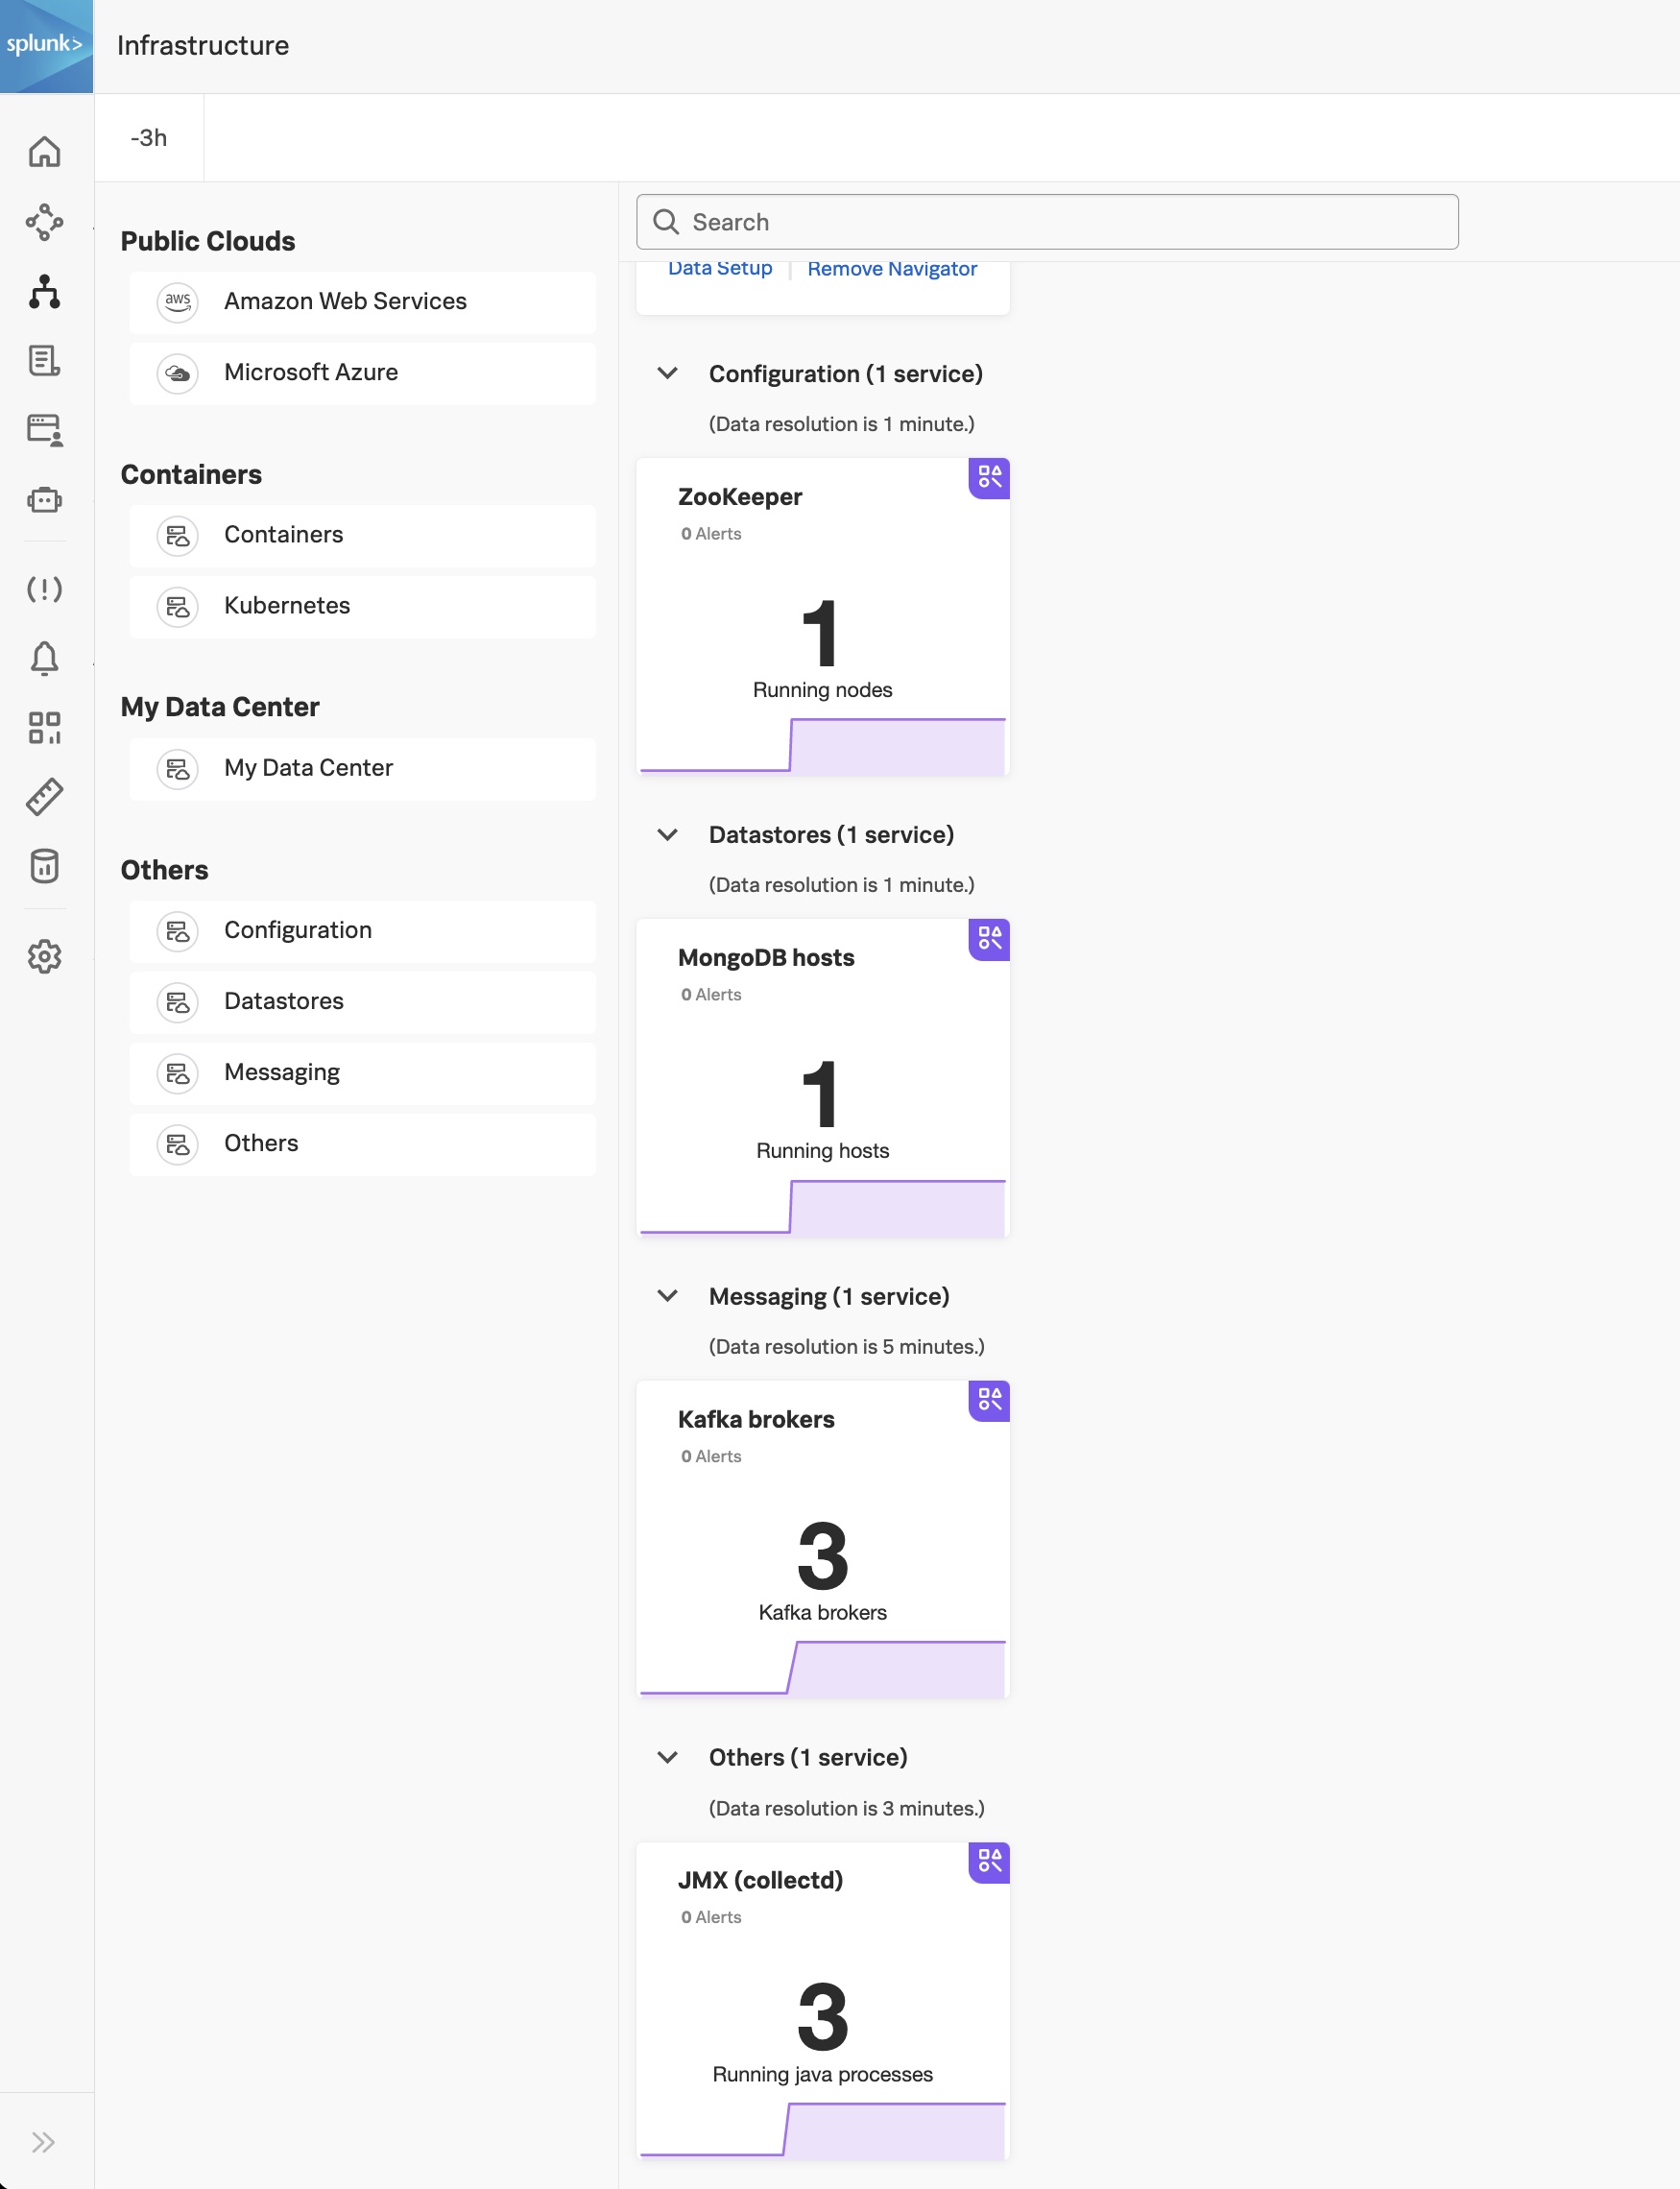 splunk>
Infrastructure
-3h
Search
Public Clouds
aws
Amazon Web Services
Microsoft Azure
Containers
Containers
Kubernetes
My Data Center
My Data Center
Others
Configuration
Datastores
Messaging
Others
Data Setup | Remove Navigator
Configuration (1 service)
(Data resolution is 1 minute.)
ZooKeeper
0 Alerts
1
Running nodes
Datastores (1 service)
(Data resolution is 1 minute.)
MongoDB hosts
0 Alerts
1
Running hosts
Messaging (1 service)
(Data resolution is 5 minutes.)
Kafka brokers
0 Alerts
3
Kafka brokers
Others (1 service)
(Data resolution is 3 minutes.)
JMX (collectd)
0 Alerts
3
Running java processes